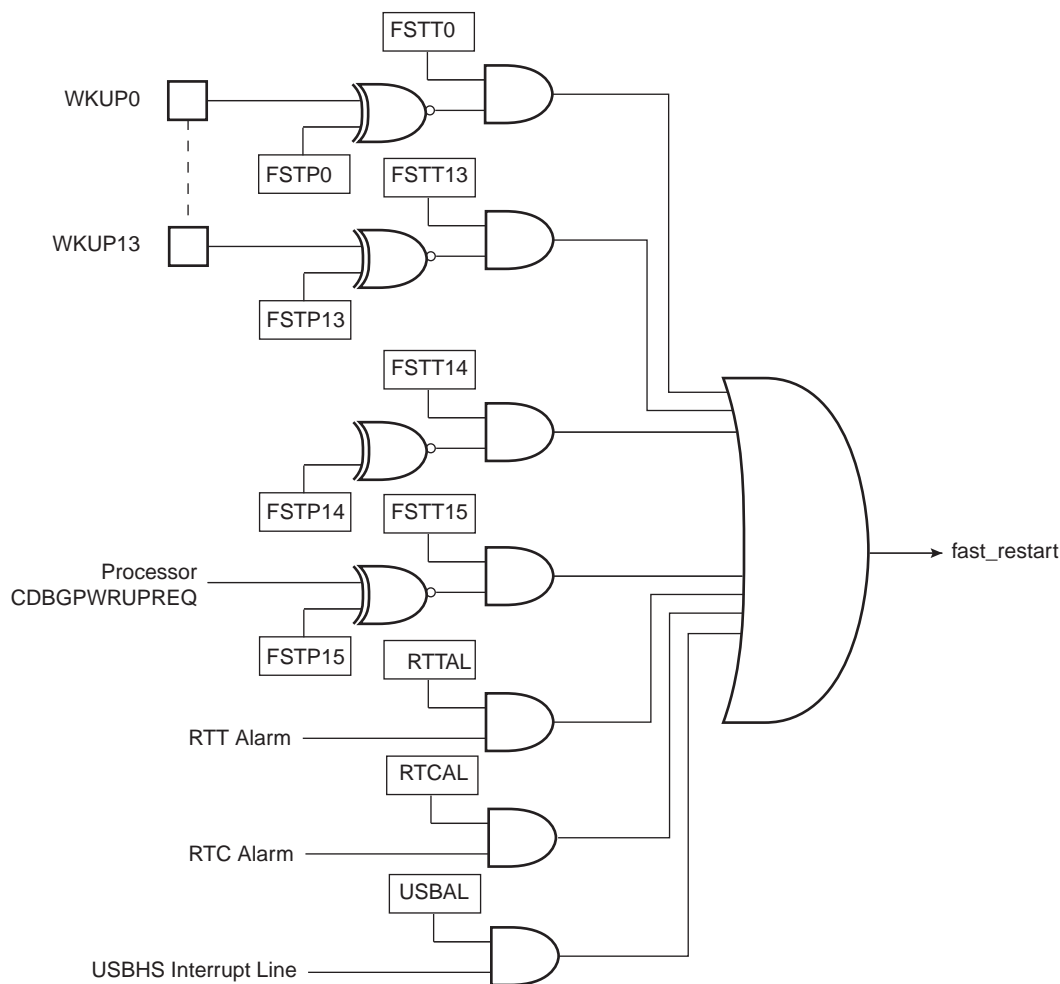 FSTT0
WKUP0
FSTP0
FSTT13
WKUP13
FSTP13
FSTT14
FSTP14
FSTT15
Processor
CDBGPWRUPREQ
fast_restart
FSTP15
RTTAL
RTT Alarm
RTCAL
RTC Alarm
USBAL
USBHS Interrupt Line